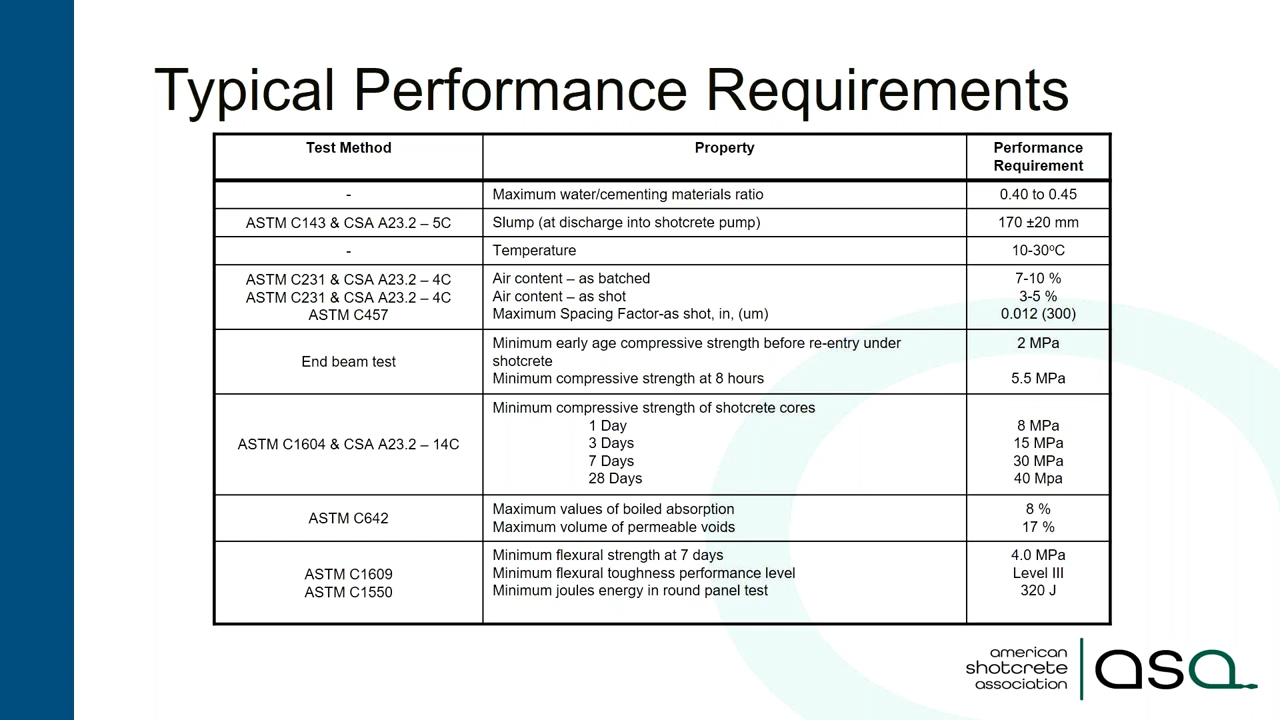 Typical Performance Requirements
Test Method
Property
Performance
Requirement
-
Maximum water/cementing materials ratio
0.40 to 0.45
ASTM C143 & CSA A23.2 – 5C
Slump (at discharge into shotcrete pump)
170 ±20 mm
-
Temperature
10-30ºC
ASTM C231 & CSA A23.2 – 4C
ASTM C231 & CSA A23.2 – 4C
ASTM C457
Air content – as batched
Air content – as shot
Maximum Spacing Factor-as shot, in, (um)
7-10 %
3-5 %
0.012 (300)
End beam test
Minimum early age compressive strength before re-entry under
shotcrete
Minimum compressive strength at 8 hours
2 MPa
5.5 MPa
ASTM C1604 & CSA A23.2 – 14C
Minimum compressive strength of shotcrete cores
1 Day
3 Days
7 Days
28 Days
8 MPa
15 MPa
30 MPa
40 Mpa
ASTM C642
Maximum values of boiled absorption
Maximum volume of permeable voids
8 %
17 %
ASTM C1609
ASTM C1550
Minimum flexural strength at 7 days
Minimum flexural toughness performance level
Minimum joules energy in round panel test
4.0 MPa
Level III
320 J
american
shotcrete
association
asa